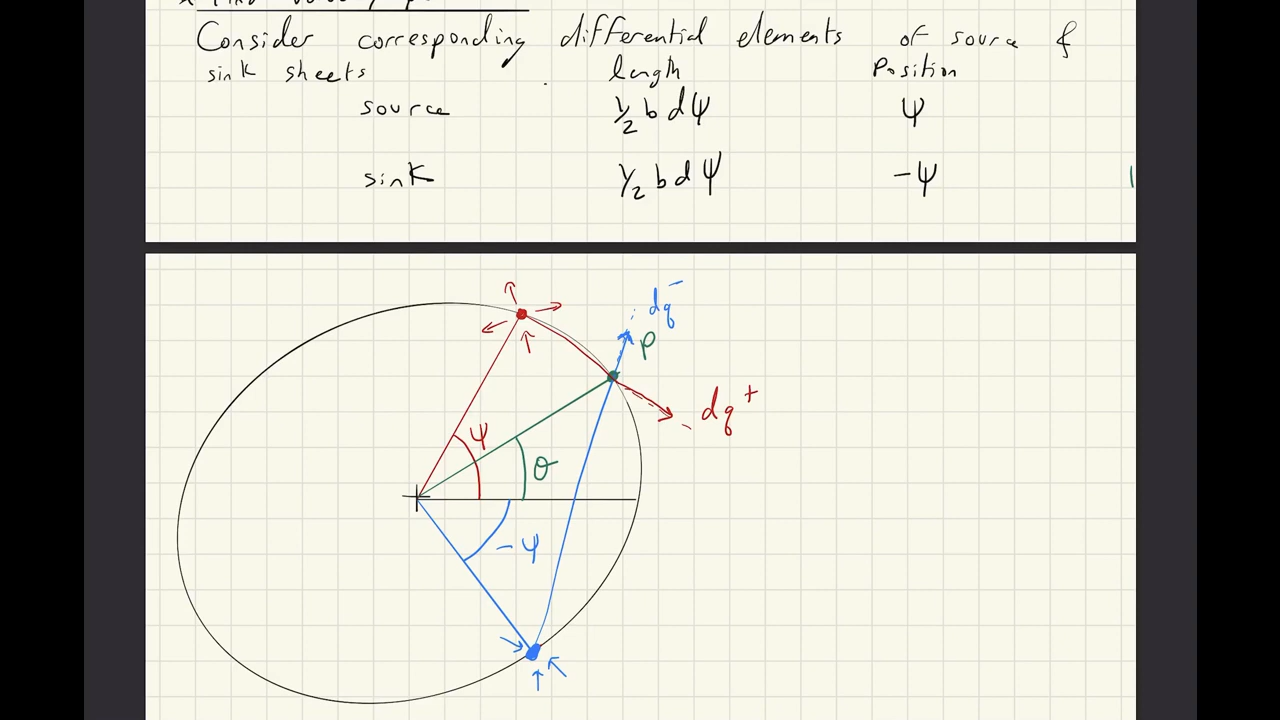 Consider corresponding differential elements of source &
sink sheets length Position
source 1/2 b dψ ψ
sink 1/2 b dψ -ψ
dq⁻
P
dq⁺
ψ
θ
-ψ